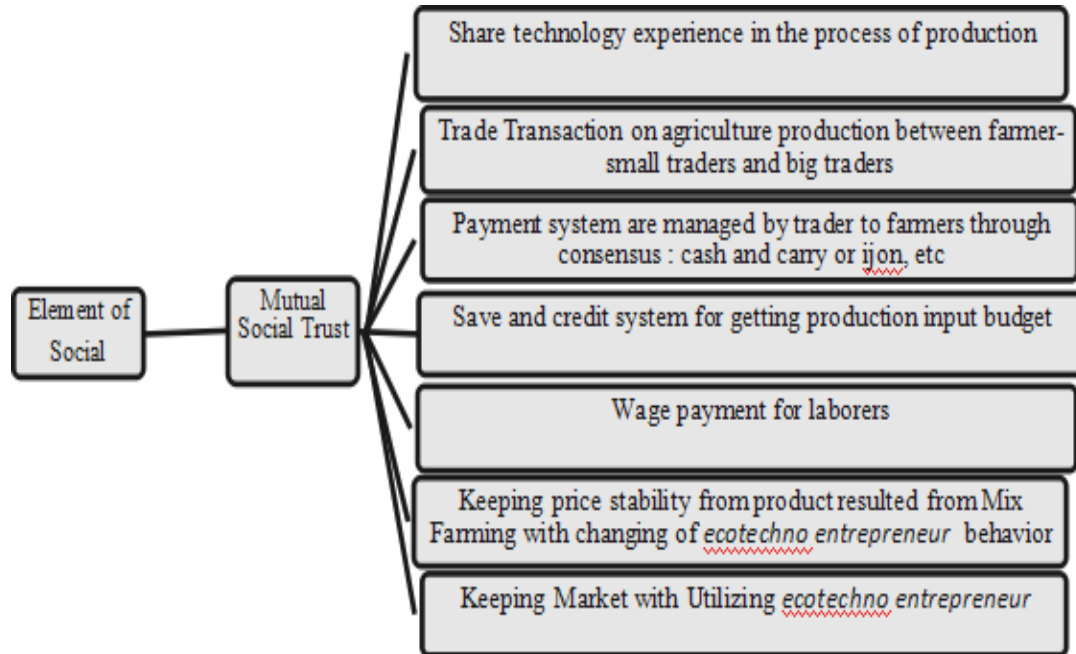 Element of
Social
Mutual
Social Trust
Share technology experience in the process of production
Trade Transaction on agriculture production between farmer-
small traders and big traders
Payment system are managed by trader to farmers through
consensus : cash and carry or ijon, etc
Save and credit system for getting production input budget
Wage payment for laborers
Keeping price stability from product resulted from Mix
Farming with changing of ecotechno entrepreneur behavior
Keeping Market with Utilizing ecotechno entrepreneur